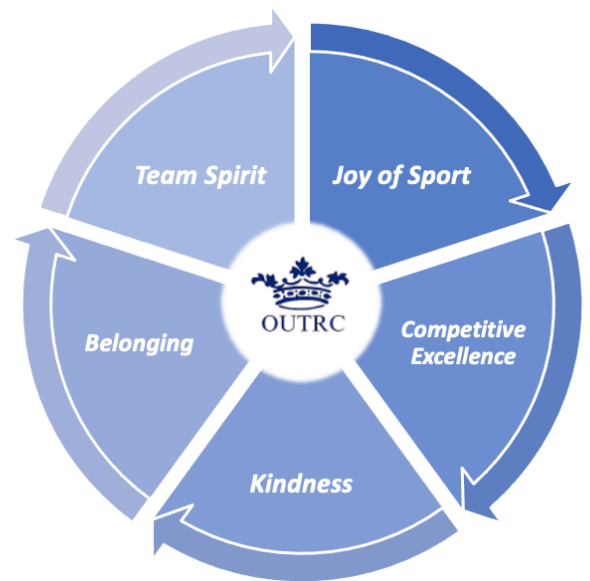 Team Spirit
Joy of Sport
OUTRC
Belonging
Competitive
Excellence
Kindness